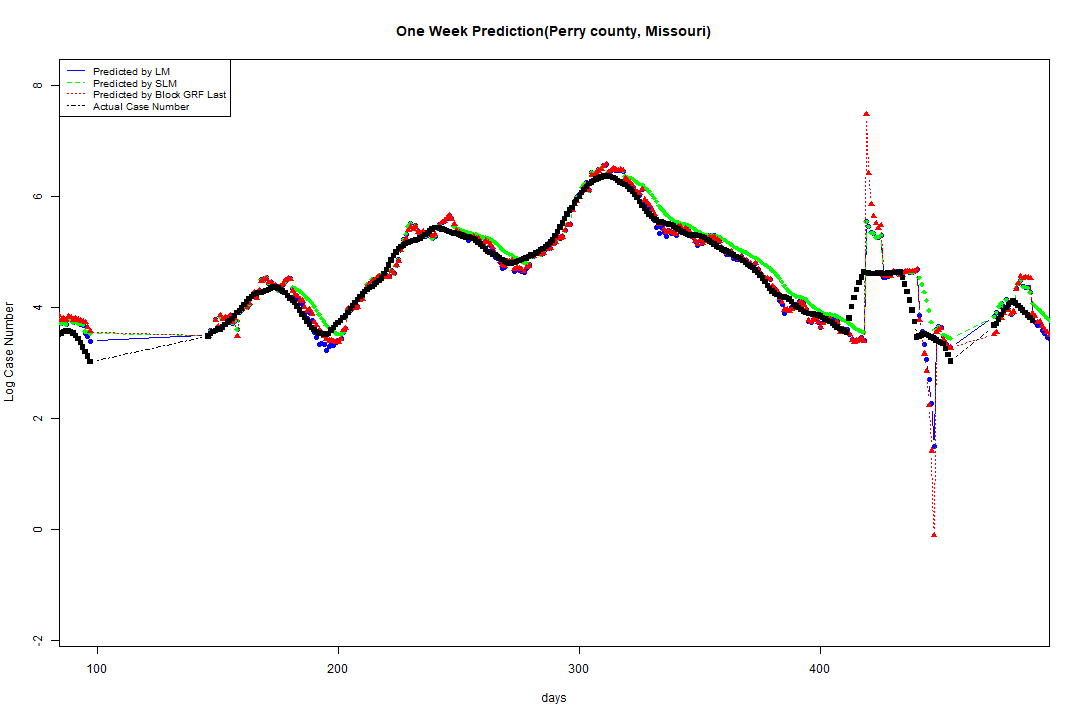 One Week Prediction(Perry county, Missouri)
Predicted by LM
Predicted by SLM
Predicted by Block GRF Last
Actual Case Number
8
6
4
2
0
-2
Log Case Number
100 200 300 400
days